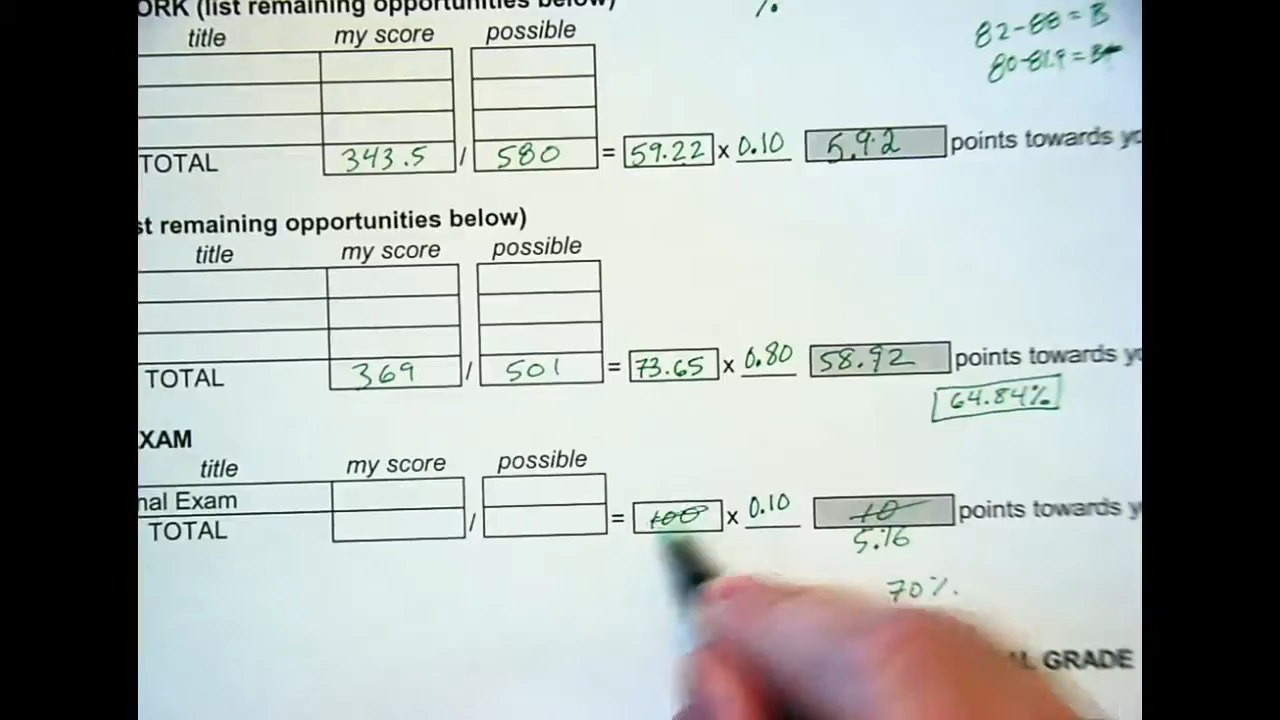 ORK (list remaining opportunities below)
%
82-88 = B
title my score possible
80-81.9 = B-
TOTAL 343.5 / 580 = 59.22 x 0.10 5.92 points towards yo
st remaining opportunities below)
title my score possible
TOTAL 369 / 501 = 73.65 x 0.80 58.92 points towards yo
64.84%
XAM
title my score possible
nal Exam
TOTAL / = 100 x 0.10 10 points towards y
5.16
70%.
L GRADE